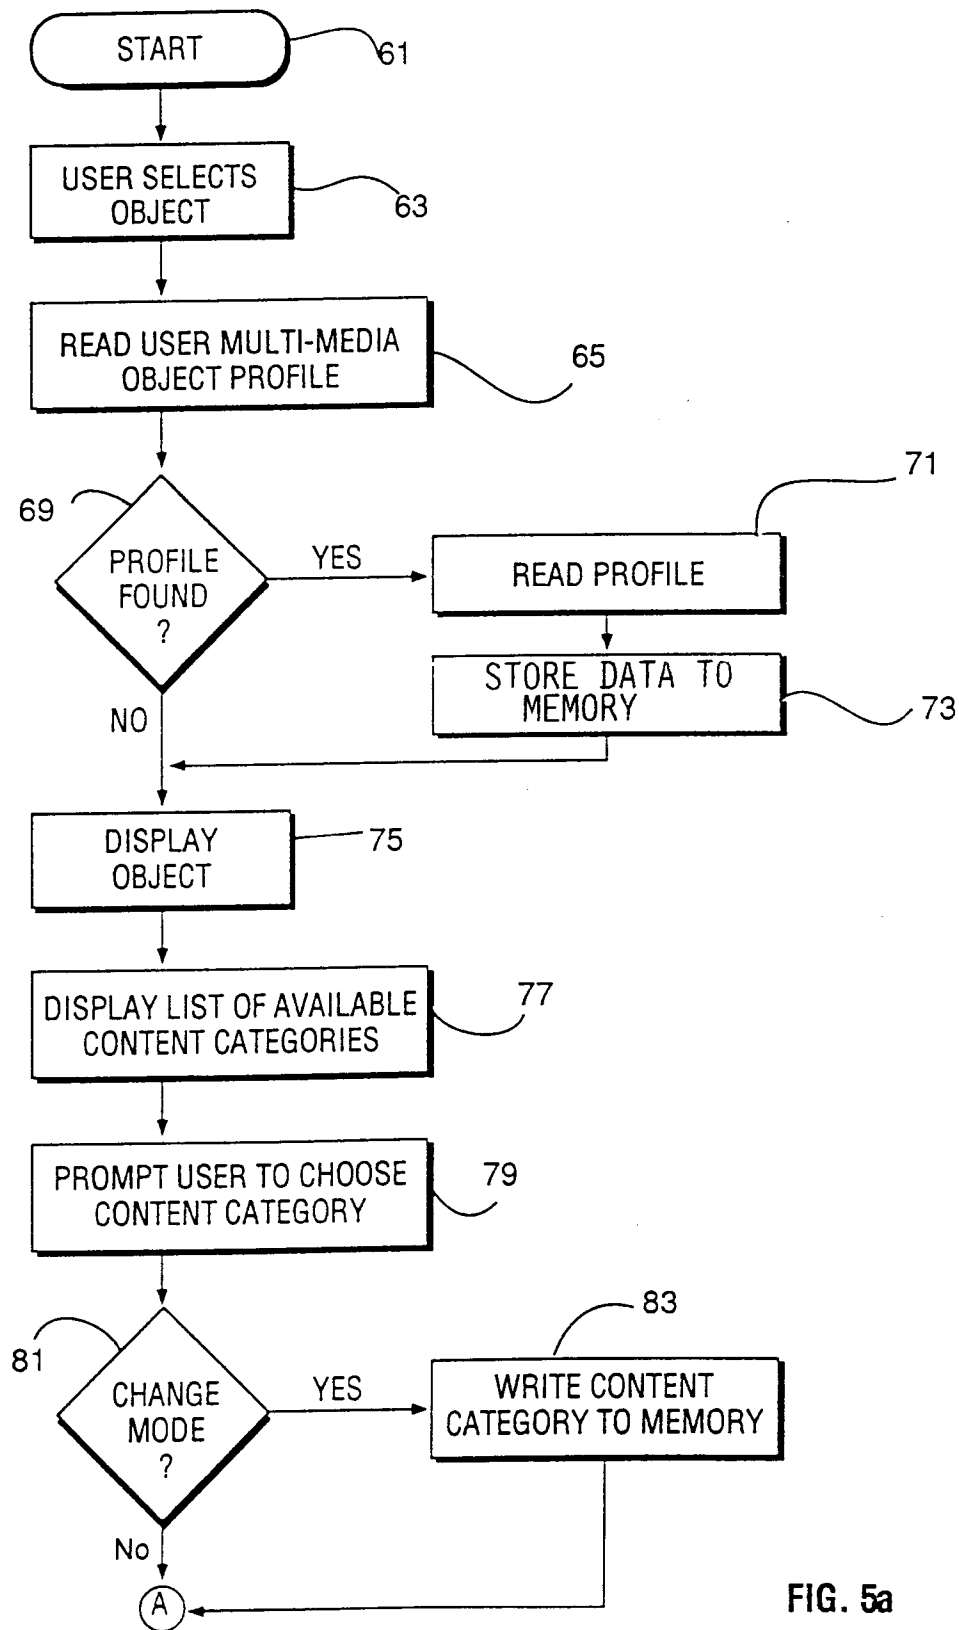 START
61
USER SELECTS
OBJECT
63
READ USER MULTI-MEDIA
OBJECT PROFILE
65
69
PROFILE
FOUND
?
YES
71
READ PROFILE
STORE DATA TO
MEMORY
73
NO
DISPLAY
OBJECT
75
DISPLAY LIST OF AVAILABLE
CONTENT CATEGORIES
77
PROMPT USER TO CHOOSE
CONTENT CATEGORY
79
81
CHANGE
MODE
?
YES
83
WRITE CONTENT
CATEGORY TO MEMORY
No
A
FIG. 5a